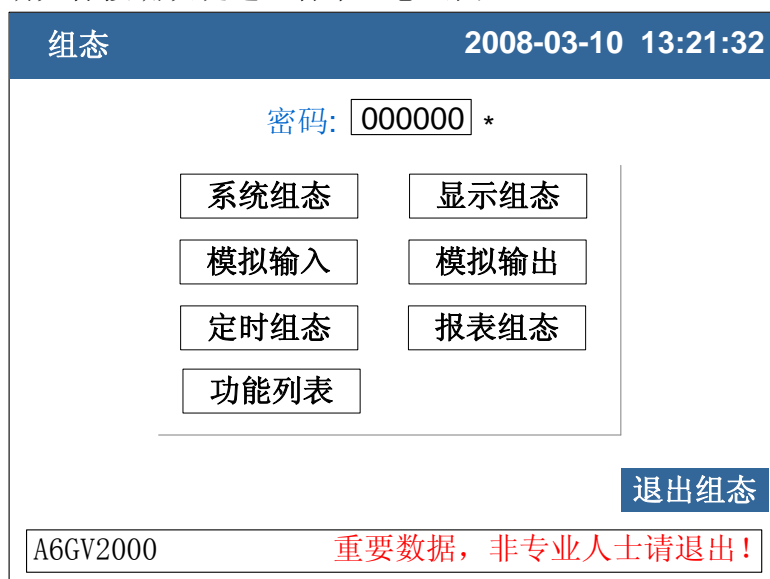 组态 2008-03-10 13:21:32
密码: 000000 *
系统组态 显示组态
模拟输入 模拟输出
定时组态 报表组态
功能列表
退出组态
A6GV2000 重要数据，非专业人士请退出！